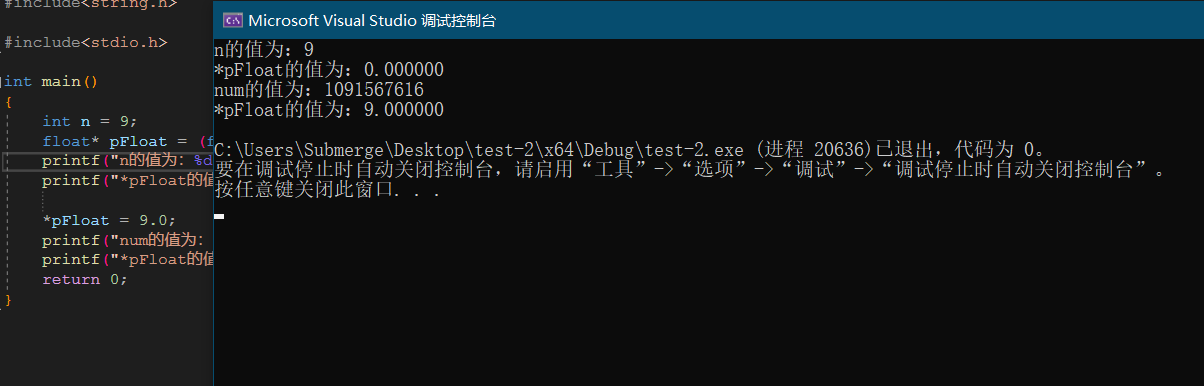 #include<string.h>
#include<stdio.h>
int main()
{
int n = 9;
float* pFloat = (f
printf("n的值为：%d
printf("*pFloat的值
*pFloat = 9.0;
printf("num的值为：
printf("*pFloat的值
return 0;
}
Microsoft Visual Studio 调试控制台
n的值为：9
*pFloat的值为：0.000000
num的值为：1091567616
*pFloat的值为：9.000000
C:\Users\Submerge\Desktop\test-2\x64\Debug\test-2.exe (进程 20636)已退出，代码为 0。
要在调试停止时自动关闭控制台，请启用“工具”->“选项”->“调试”->“调试停止时自动关闭控制台”。
按任意键关闭此窗口. . .